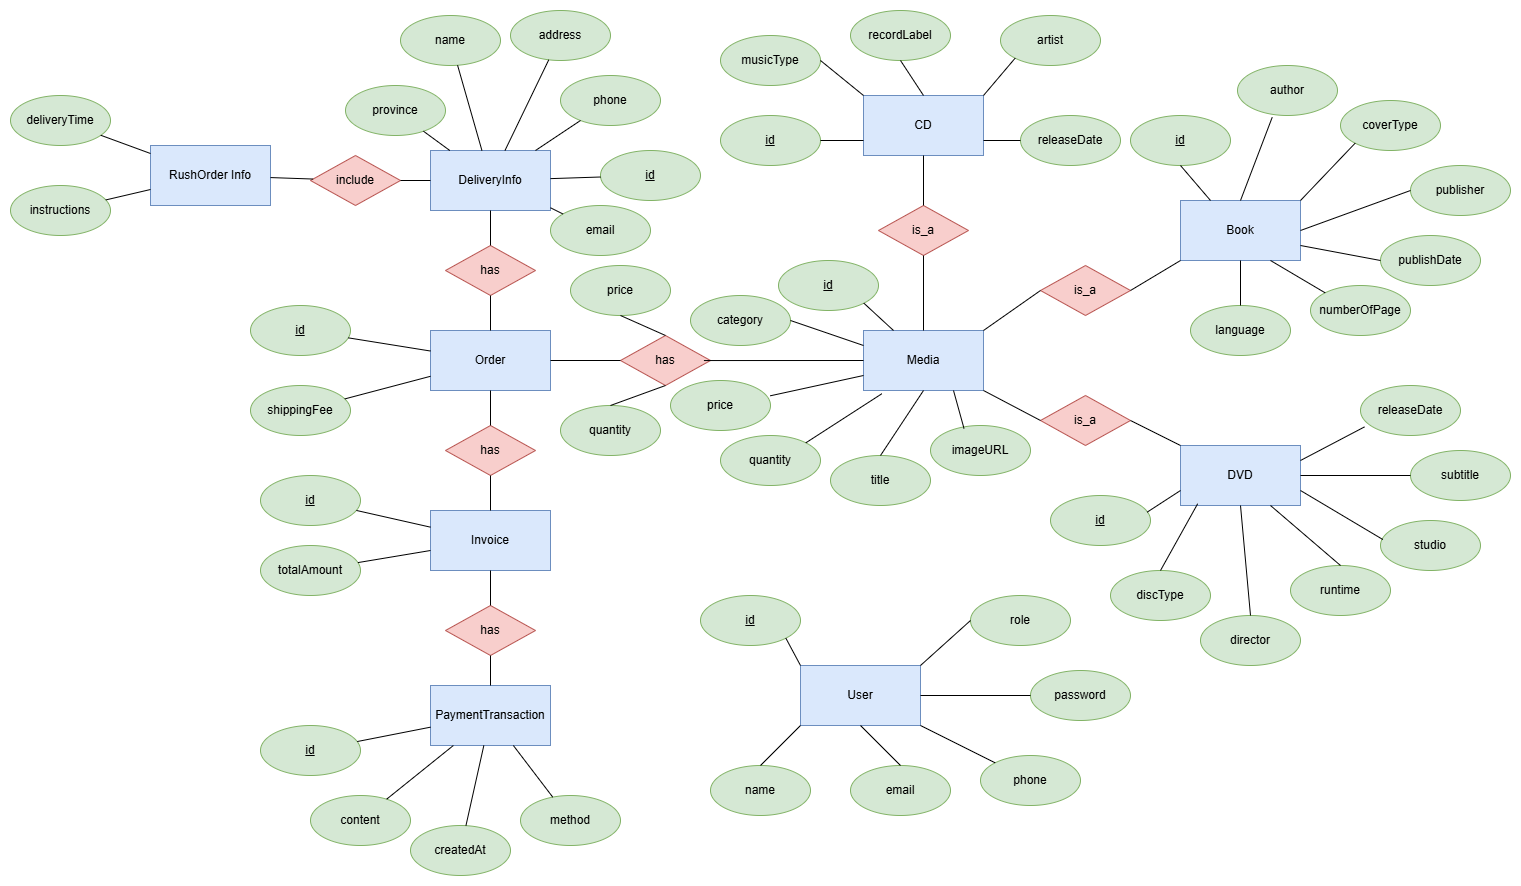 name
address
province
phone
deliveryTime
RushOrder Info
include
DeliveryInfo
id
instructions
email
has
price
id
Order
has
shippingFee
quantity
has
id
Invoice
totalAmount
has
PaymentTransaction
id
content
createdAt
method
musicType
recordLabel
artist
CD
id
releaseDate
is_a
id
category
Media
price
quantity
title
imageURL
is_a
author
id
coverType
publisher
Book
publishDate
numberOfPage
language
is_a
releaseDate
DVD
subtitle
id
studio
discType
runtime
director
id
role
User
password
name
email
phone